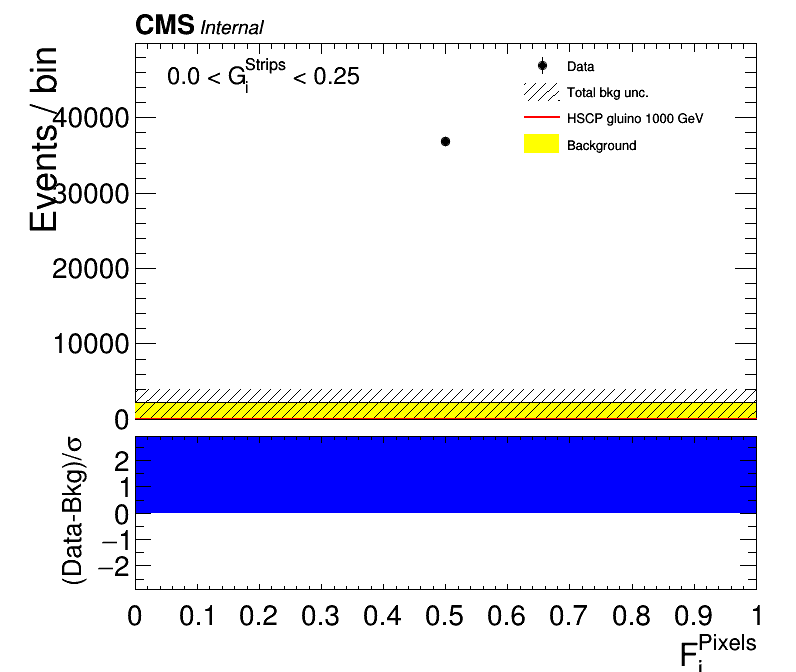 CMS Internal
0.0 < G_i^Strips < 0.25
Data
Total bkg unc.
HSCP gluino 1000 GeV
Background
Events / bin
40000
30000
20000
10000
0
(Data-Bkg)/σ
2
1
0
−1
−2
0 0.1 0.2 0.3 0.4 0.5 0.6 0.7 0.8 0.9 1
F_i^Pixels